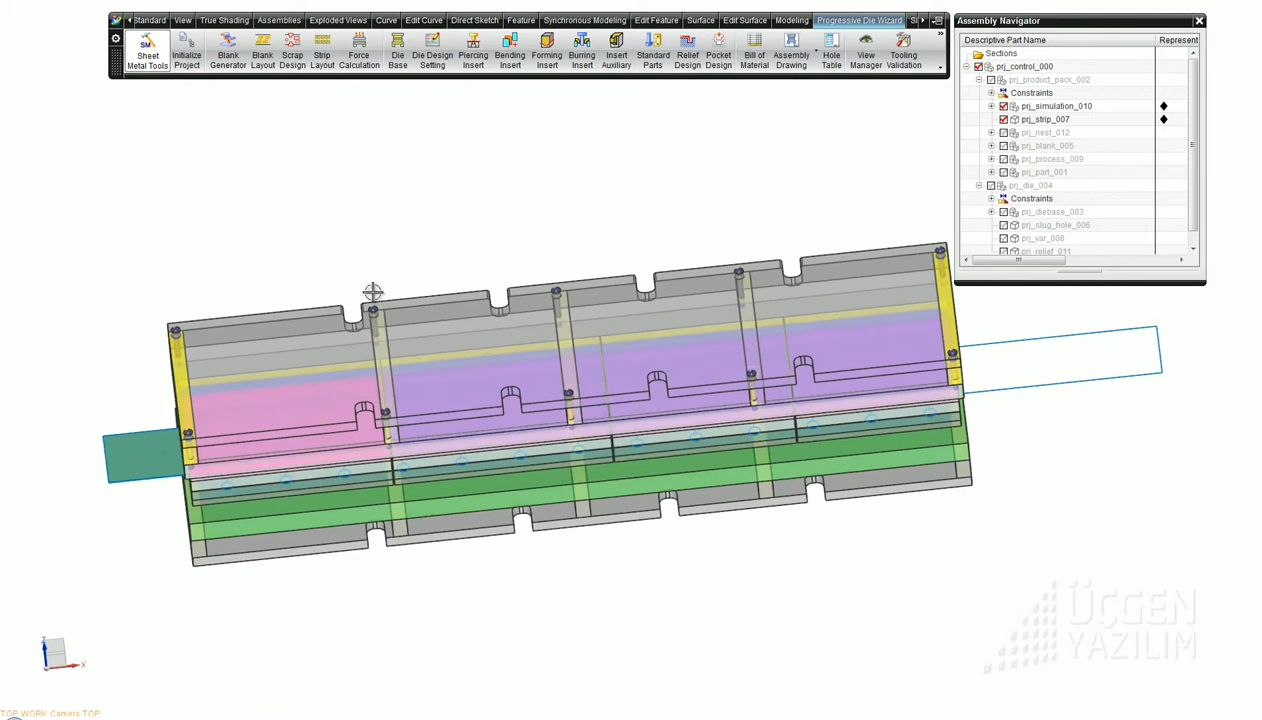 Standard View True Shading Assemblies Exploded Views Curve Edit Curve Direct Sketch Feature Synchronous Modeling Edit Feature Surface Edit Surface Modeling Progressive Die Wizard
Sheet Metal Tools
Initialize Project
Blank Generator
Blank Layout
Scrap Design
Strip Layout
Force Calculation
Die Base
Die Design Setting
Piercing Insert
Bending Insert
Forming Insert
Burring Insert
Insert Auxiliary
Standard Parts
Relief Design
Pocket Design
Bill of Material
Assembly Drawing
Hole Table
View Manager
Tooling Validation
Assembly Navigator
Descriptive Part Name Represent
Sections
prj_control_000
prj_product_pack_002
Constraints
prj_simulation_010
prj_strip_007
prj_nest_012
prj_blank_005
prj_process_009
prj_part_001
prj_die_004
Constraints
prj_diebase_003
prj_slug_hole_006
prj_var_008
prj_relief_011
ÜÇGEN
YAZILIM
Z
X
TOP WORK Camera TOP